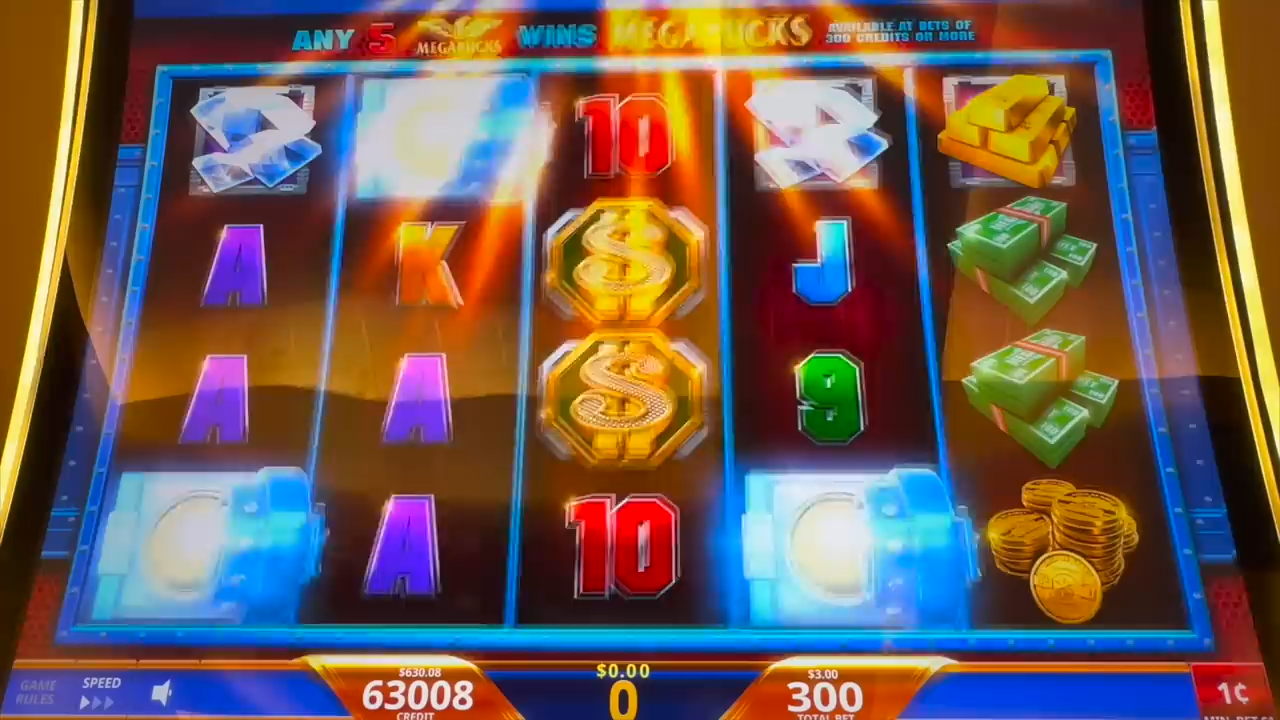 ANY 5 MEGABUCKS WINS MEGABUCKS
AVAILABLE AT BETS OF
300 CREDITS OR MORE
10
A K J
A A 9
A 10
GAME
RULES
SPEED
$630.08
63008
CREDIT
$0.00
0
$3.00
300
TOTAL BET
1¢